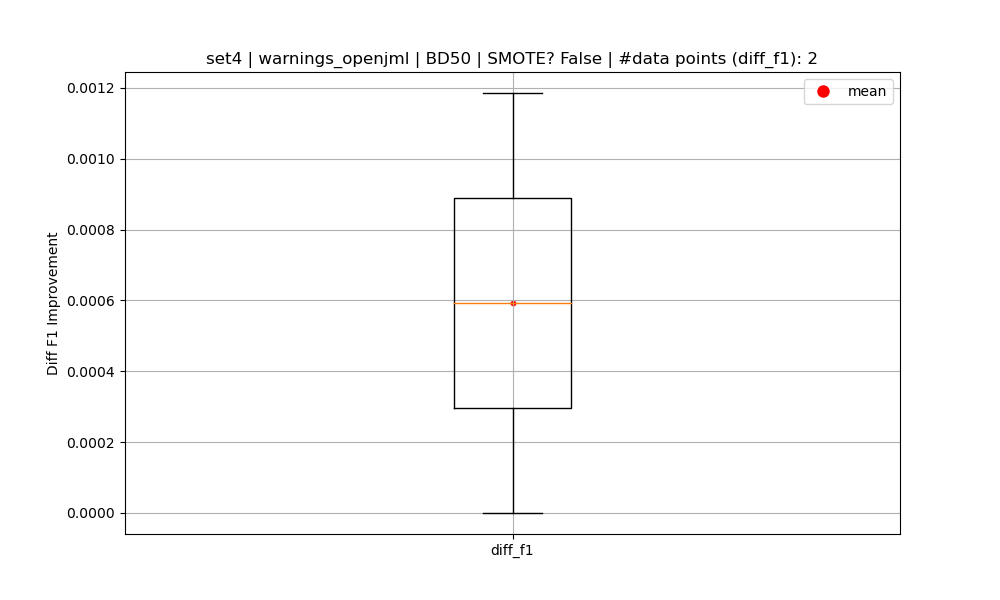 set4 | warnings_openjml | BD50 | SMOTE? False | #data points (diff_f1): 2
mean
0.0012
0.0010
0.0008
0.0006
0.0004
0.0002
0.0000
Diff F1 Improvement
diff_f1